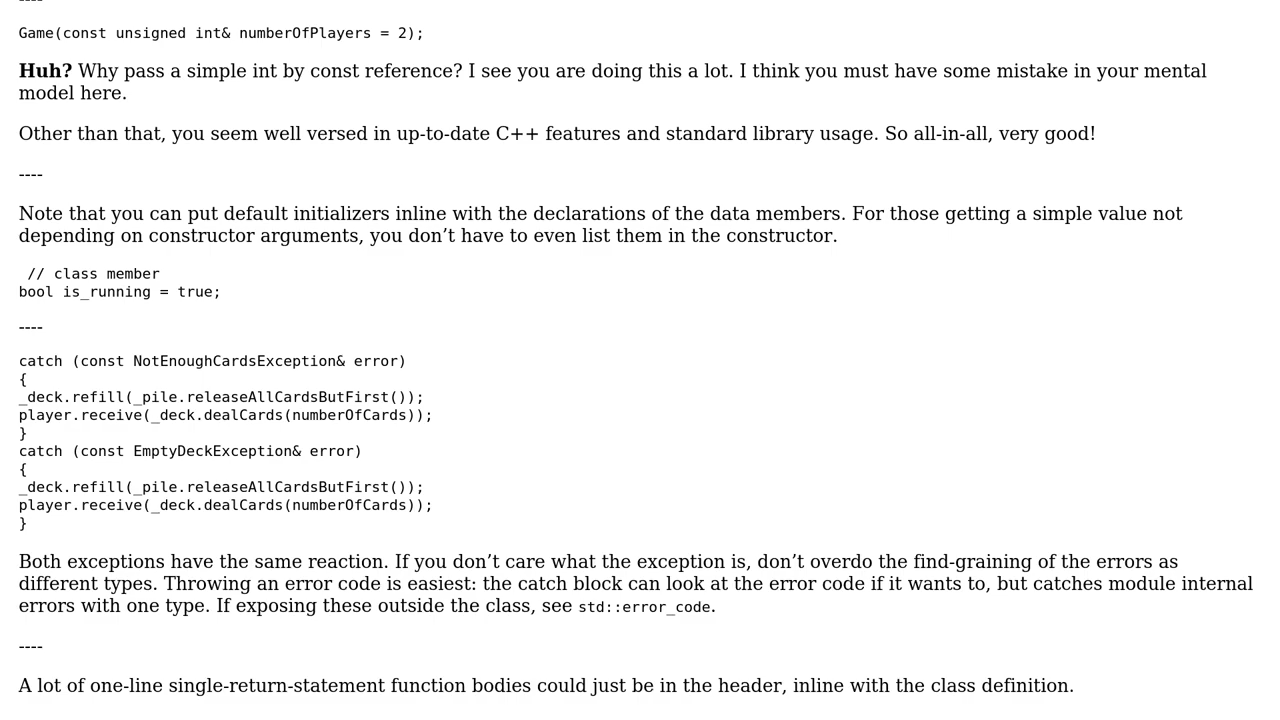 ----
Game(const unsigned int& numberOfPlayers = 2);
Huh? Why pass a simple int by const reference? I see you are doing this a lot. I think you must have some mistake in your mental
model here.
Other than that, you seem well versed in up-to-date C++ features and standard library usage. So all-in-all, very good!
----
Note that you can put default initializers inline with the declarations of the data members. For those getting a simple value not
depending on constructor arguments, you don’t have to even list them in the constructor.
// class member
bool is_running = true;
----
catch (const NotEnoughCardsException& error)
{
_deck.refill(_pile.releaseAllCardsButFirst());
player.receive(_deck.dealCards(numberOfCards));
}
catch (const EmptyDeckException& error)
{
_deck.refill(_pile.releaseAllCardsButFirst());
player.receive(_deck.dealCards(numberOfCards));
}
Both exceptions have the same reaction. If you don’t care what the exception is, don’t overdo the find-graining of the errors as
different types. Throwing an error code is easiest: the catch block can look at the error code if it wants to, but catches module internal
errors with one type. If exposing these outside the class, see std::error_code.
----
A lot of one-line single-return-statement function bodies could just be in the header, inline with the class definition.